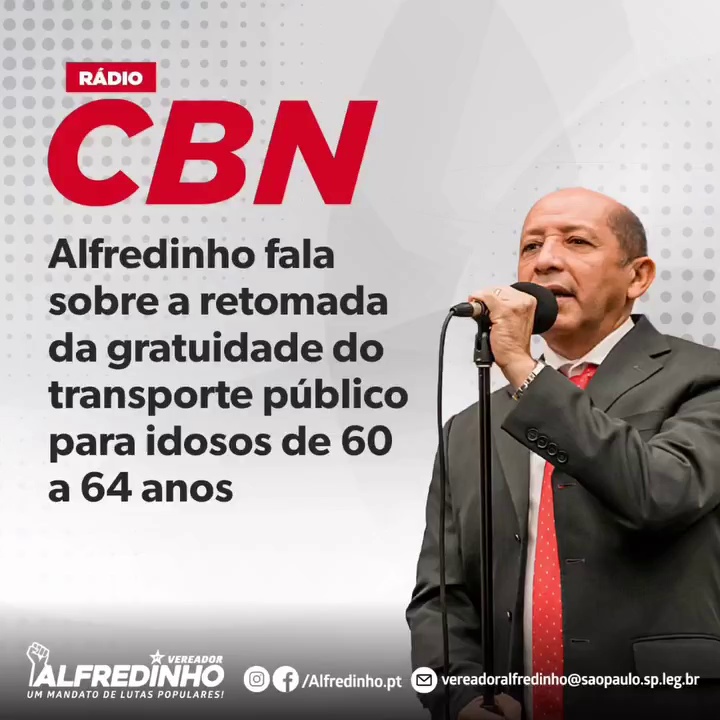 RÁDIO
CBN
Alfredinho fala
sobre a retomada
da gratuidade do
transporte público
para idosos de 60
a 64 anos
VEREADOR
ALFREDINHO
UM MANDATO DE LUTAS POPULARES!
/Alfredinho.pt
vereadoralfredinho@saopaulo.sp.leg.br